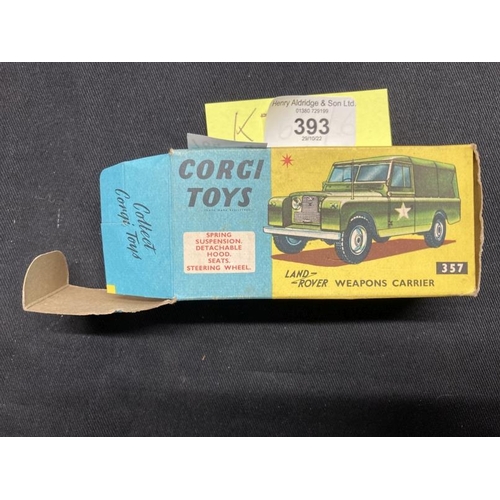 Henry Aldridge & Son Ltd.
01380 729199
393
29/10/22
K
CORGI
TOYS
SPRING
SUSPENSION.
DETACHABLE
HOOD.
SEATS.
STEERING WHEEL.
LAND-
-ROVER WEAPONS CARRIER
357
Collect
Corgi Toys